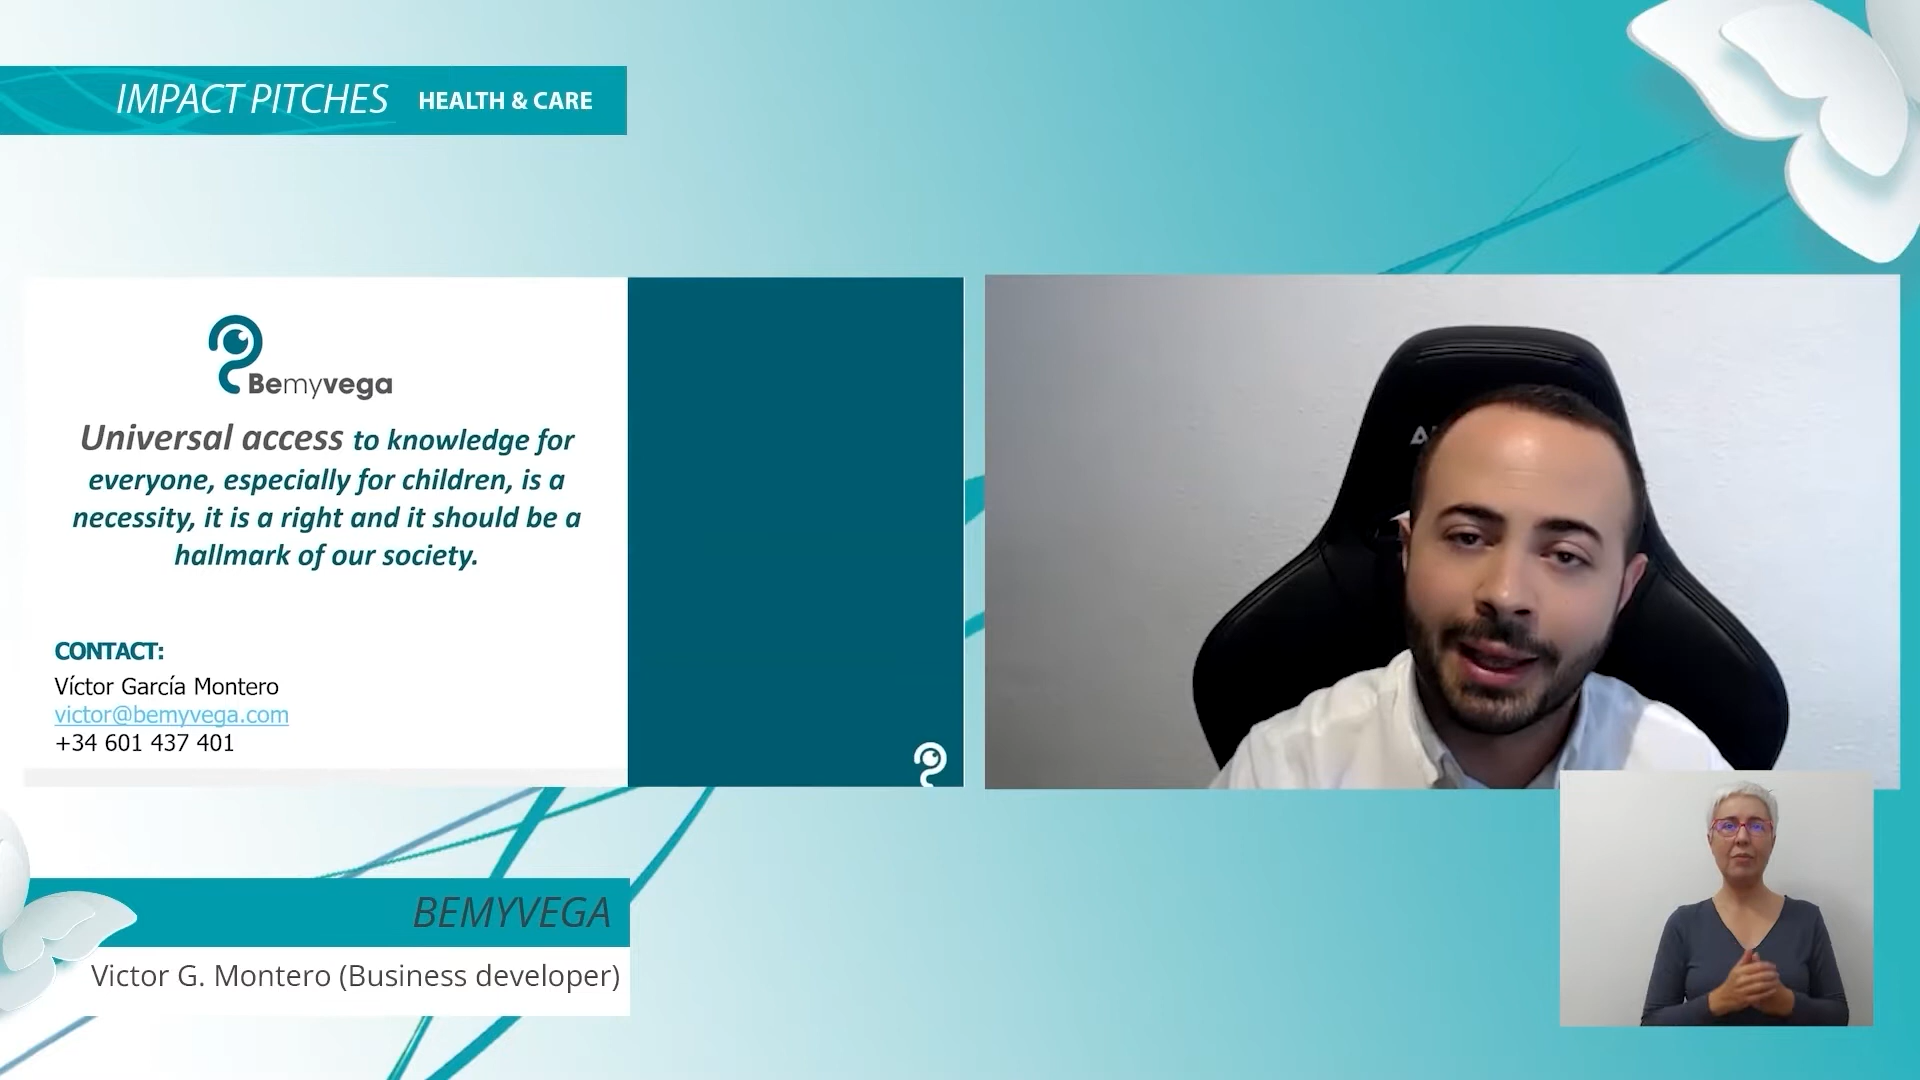 IMPACT PITCHES HEALTH & CARE
Bemyvega
Universal access to knowledge for
everyone, especially for children, is a
necessity, it is a right and it should be a
hallmark of our society.
CONTACT:
Víctor García Montero
victor@bemyvega.com
+34 601 437 401
BEMYVEGA
Victor G. Montero (Business developer)